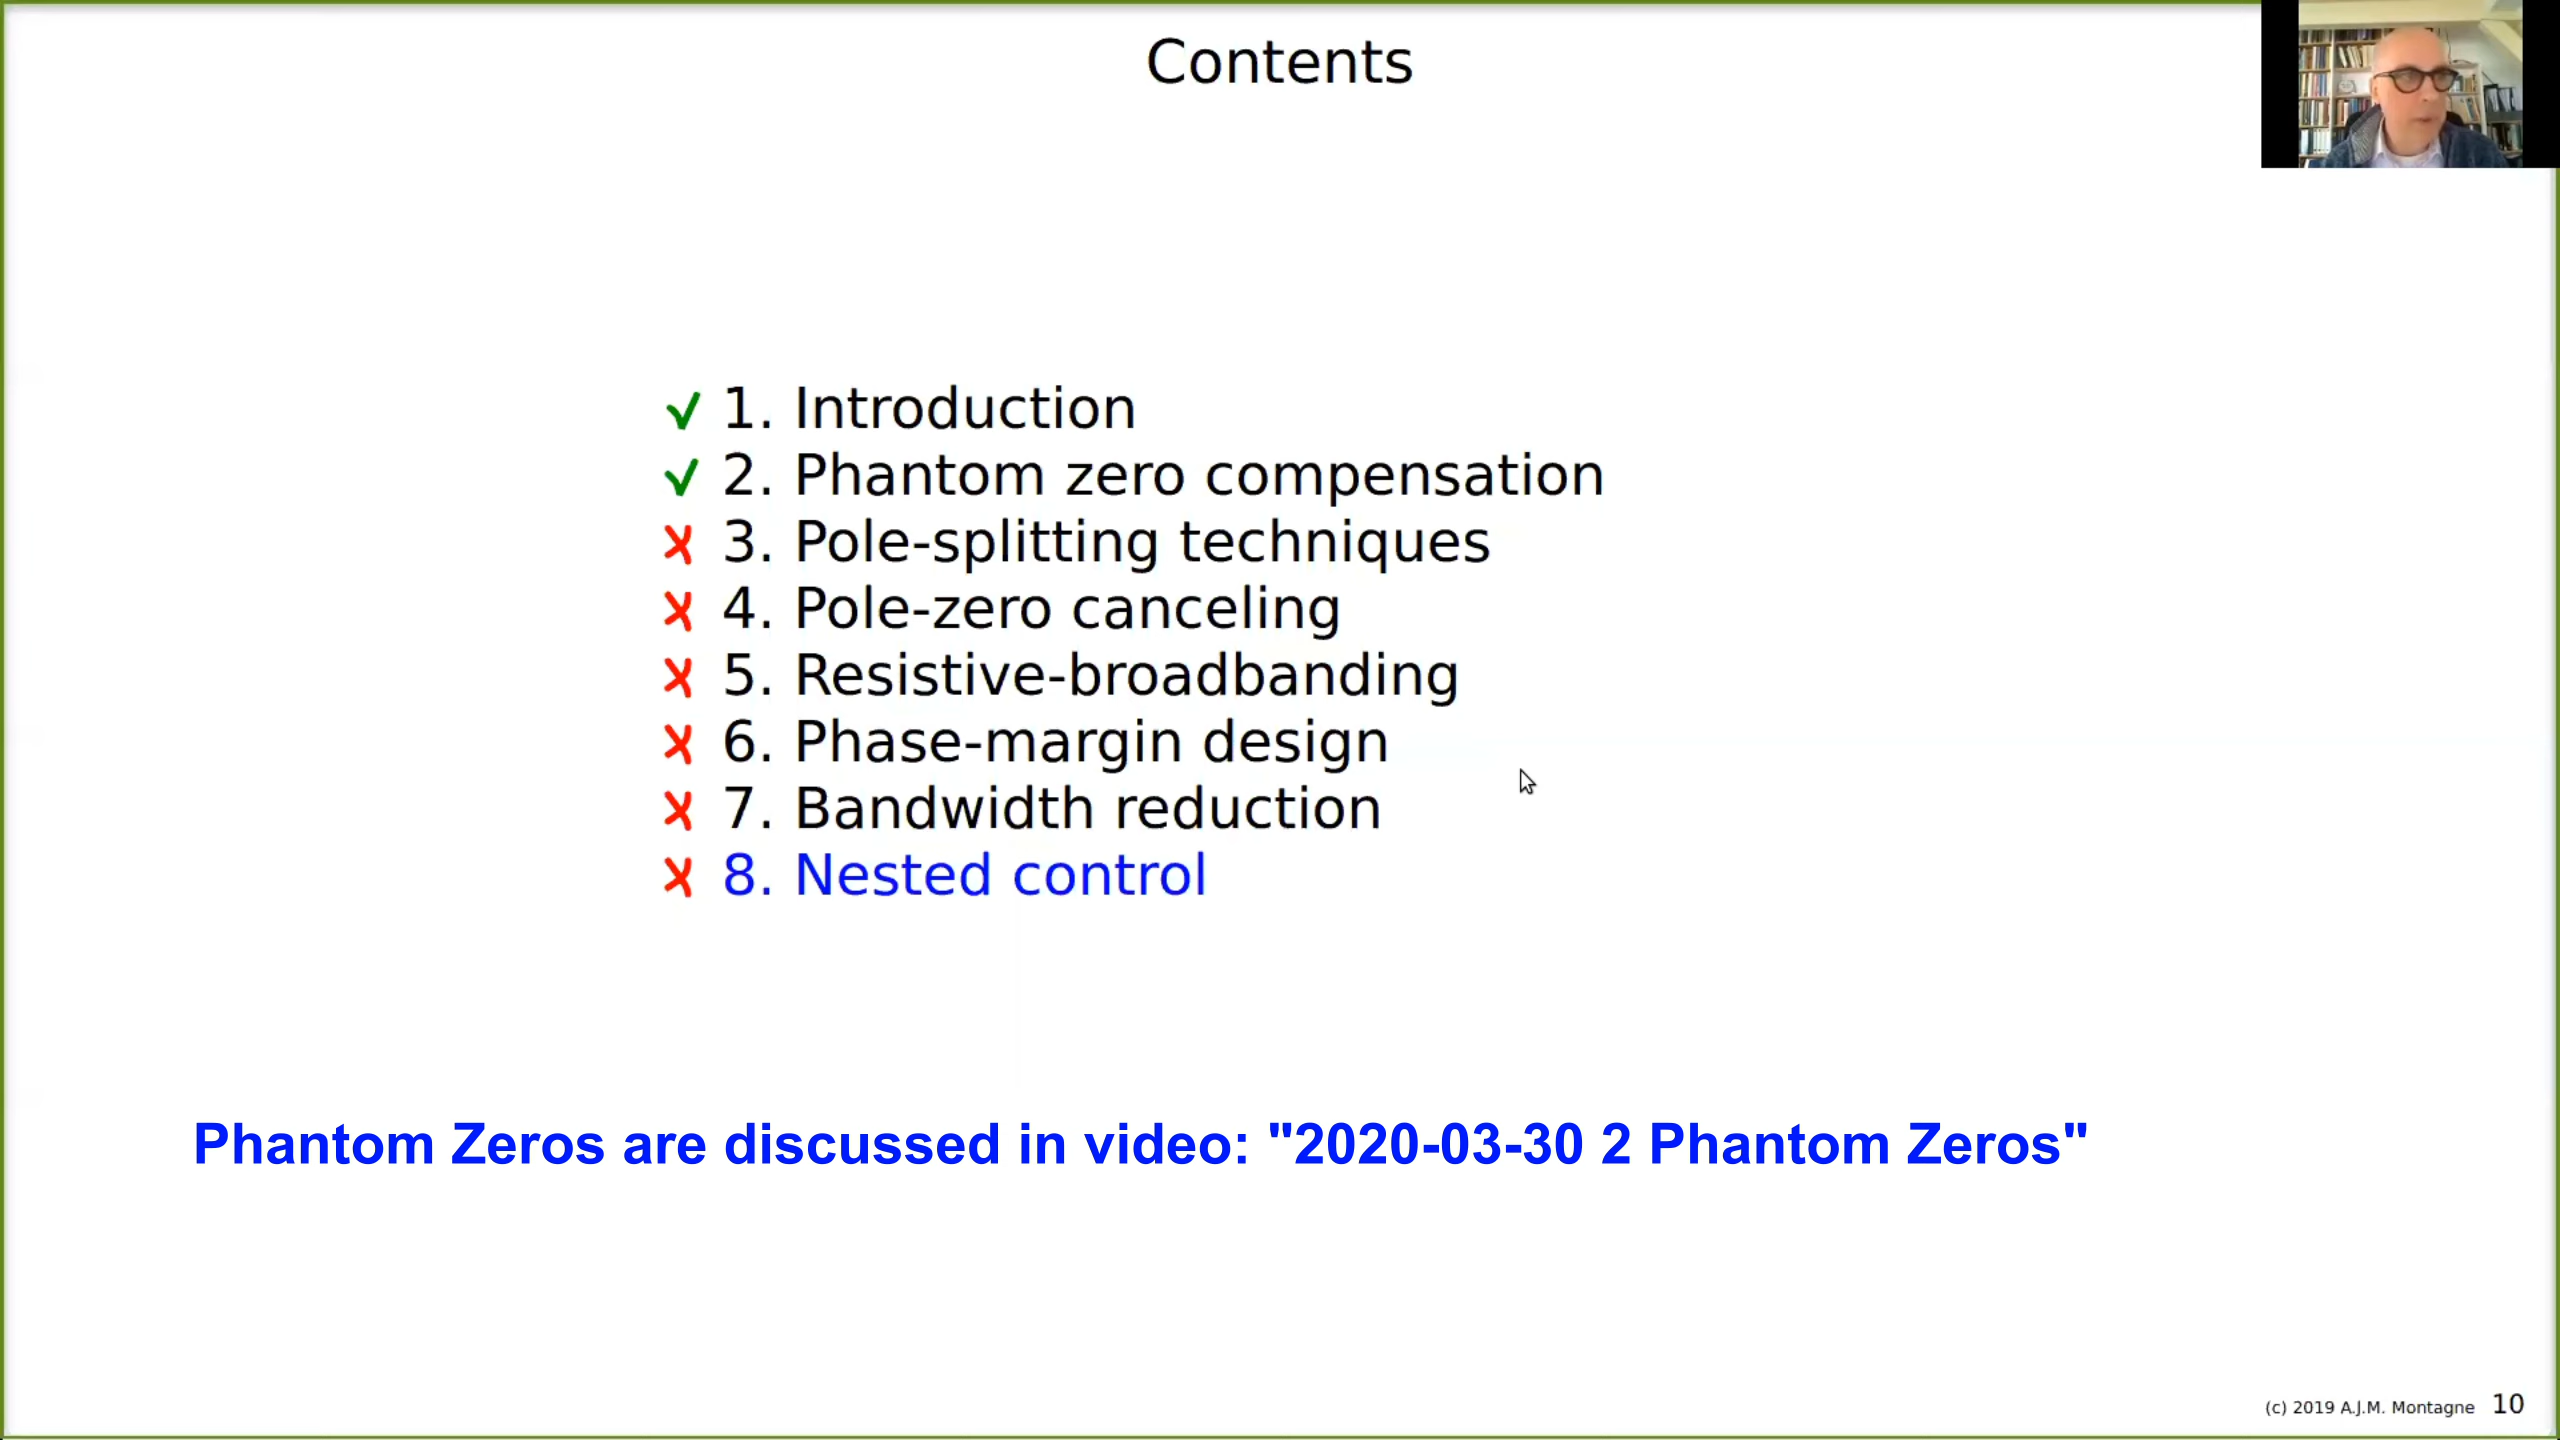 Contents
✓ 1. Introduction
✓ 2. Phantom zero compensation
✗ 3. Pole-splitting techniques
✗ 4. Pole-zero canceling
✗ 5. Resistive-broadbanding
✗ 6. Phase-margin design
✗ 7. Bandwidth reduction
✗ 8. Nested control
Phantom Zeros are discussed in video: "2020-03-30 2 Phantom Zeros"
(c) 2019 A.J.M. Montagne 10